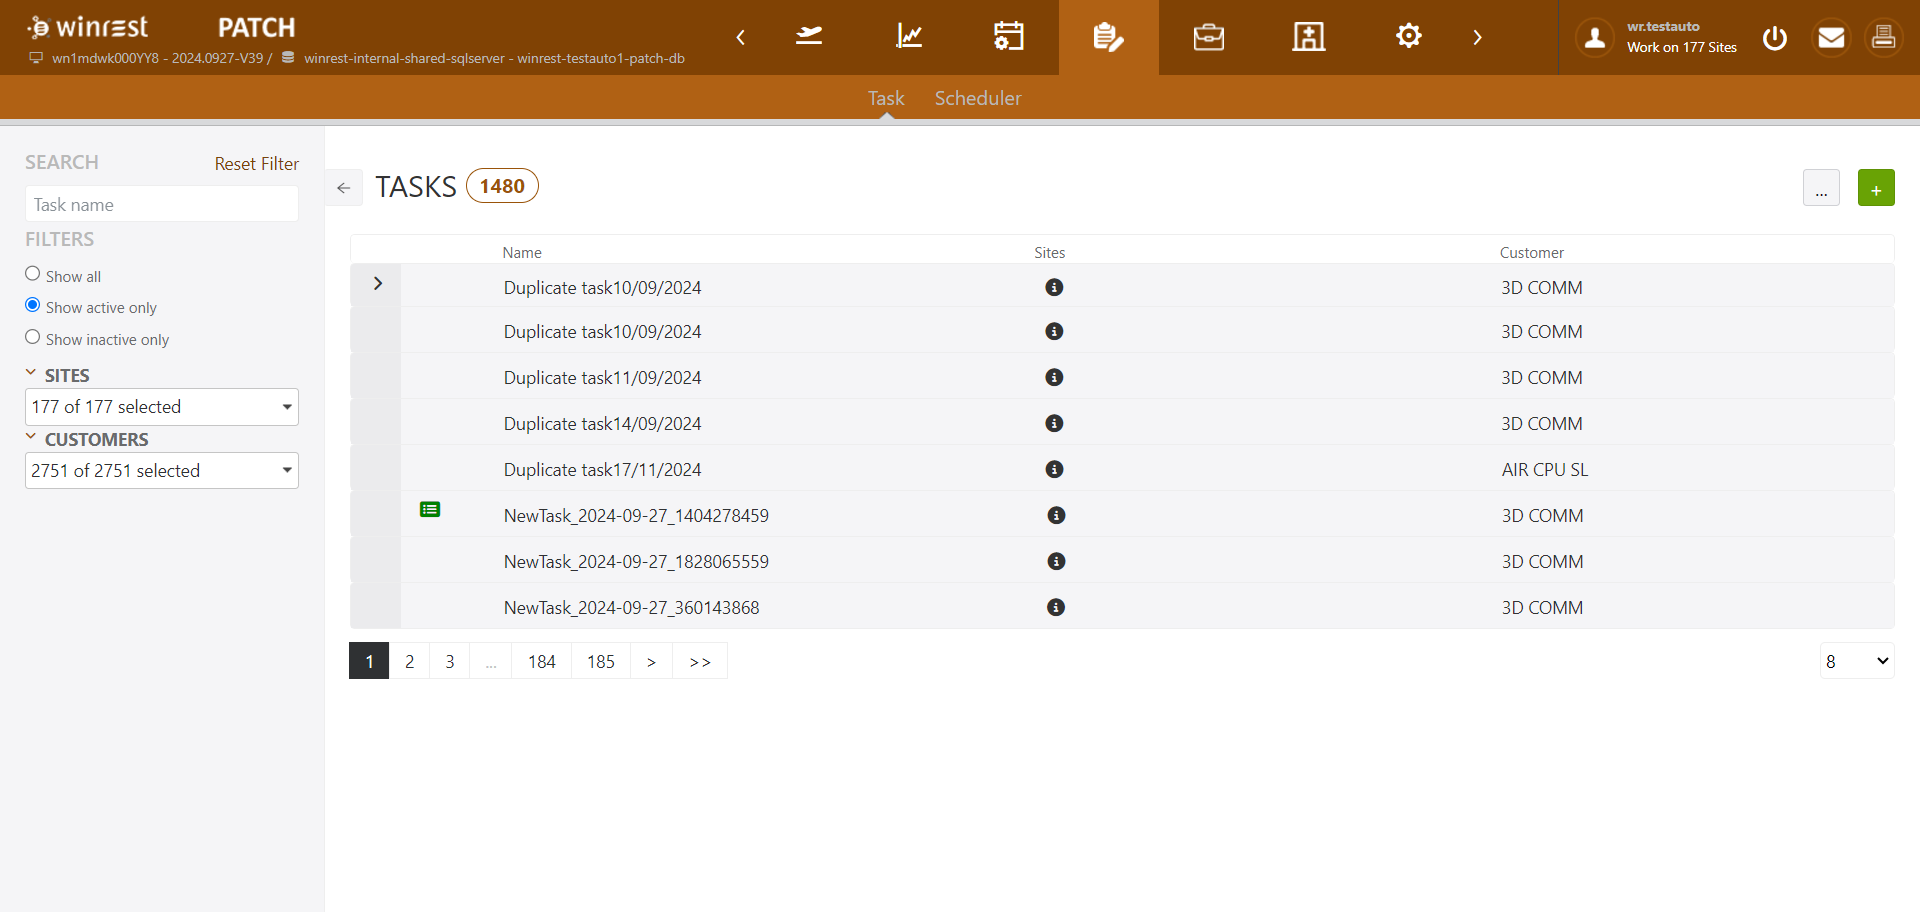 winrest PATCH
wn1mdwk000YY8 - 2024.0927-V39 / winrest-internal-shared-sqlserver - winrest-testauto1-patch-db
wr.testauto
Work on 177 Sites
Task Scheduler
SEARCH Reset Filter
Task name
FILTERS
Show all
Show active only
Show inactive only
SITES
177 of 177 selected
CUSTOMERS
2751 of 2751 selected
TASKS 1480
... +
Name Sites Customer
Duplicate task10/09/2024 3D COMM
Duplicate task10/09/2024 3D COMM
Duplicate task11/09/2024 3D COMM
Duplicate task14/09/2024 3D COMM
Duplicate task17/11/2024 AIR CPU SL
NewTask_2024-09-27_1404278459 3D COMM
NewTask_2024-09-27_1828065559 3D COMM
NewTask_2024-09-27_360143868 3D COMM
1 2 3 ... 184 185 > >> 8